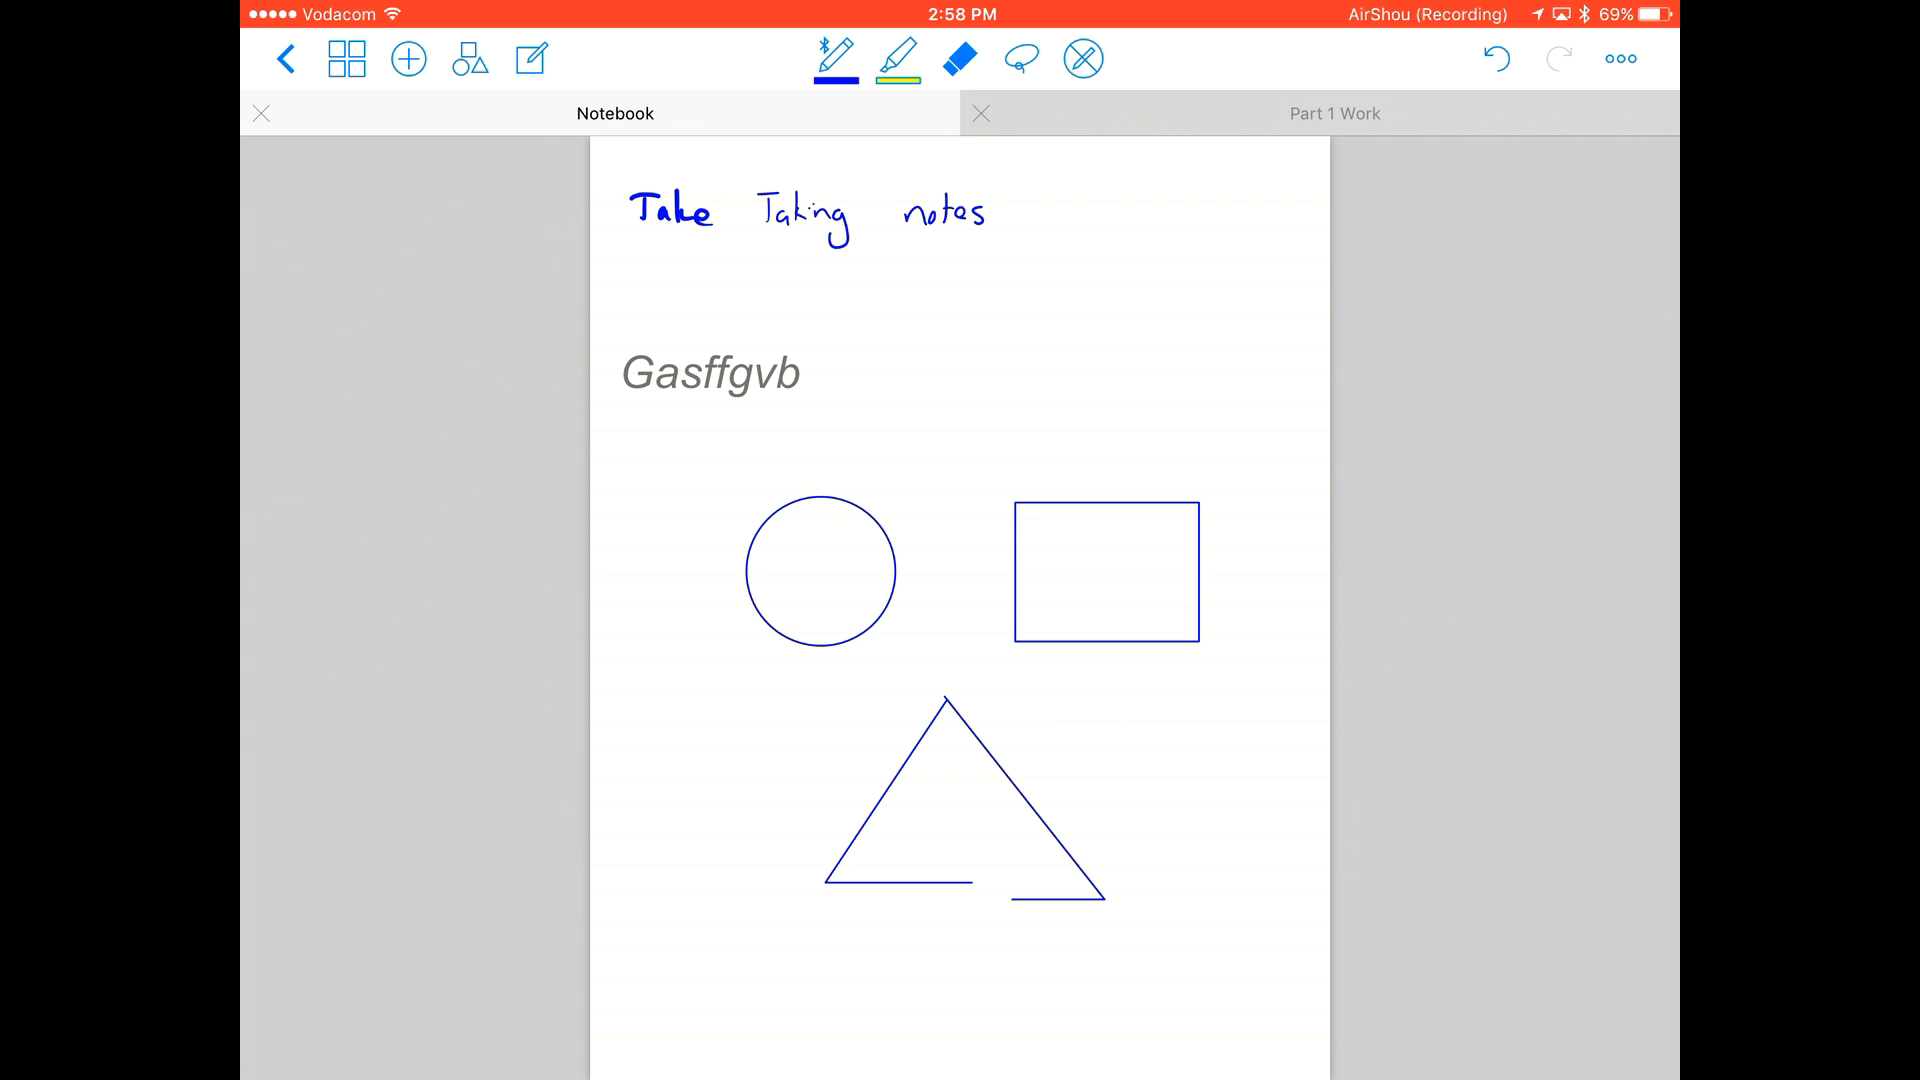 Vodacom 2:58 PM AirShou (Recording) 69%
Notebook Part 1 Work
Take Taking notes
Gasffgvb